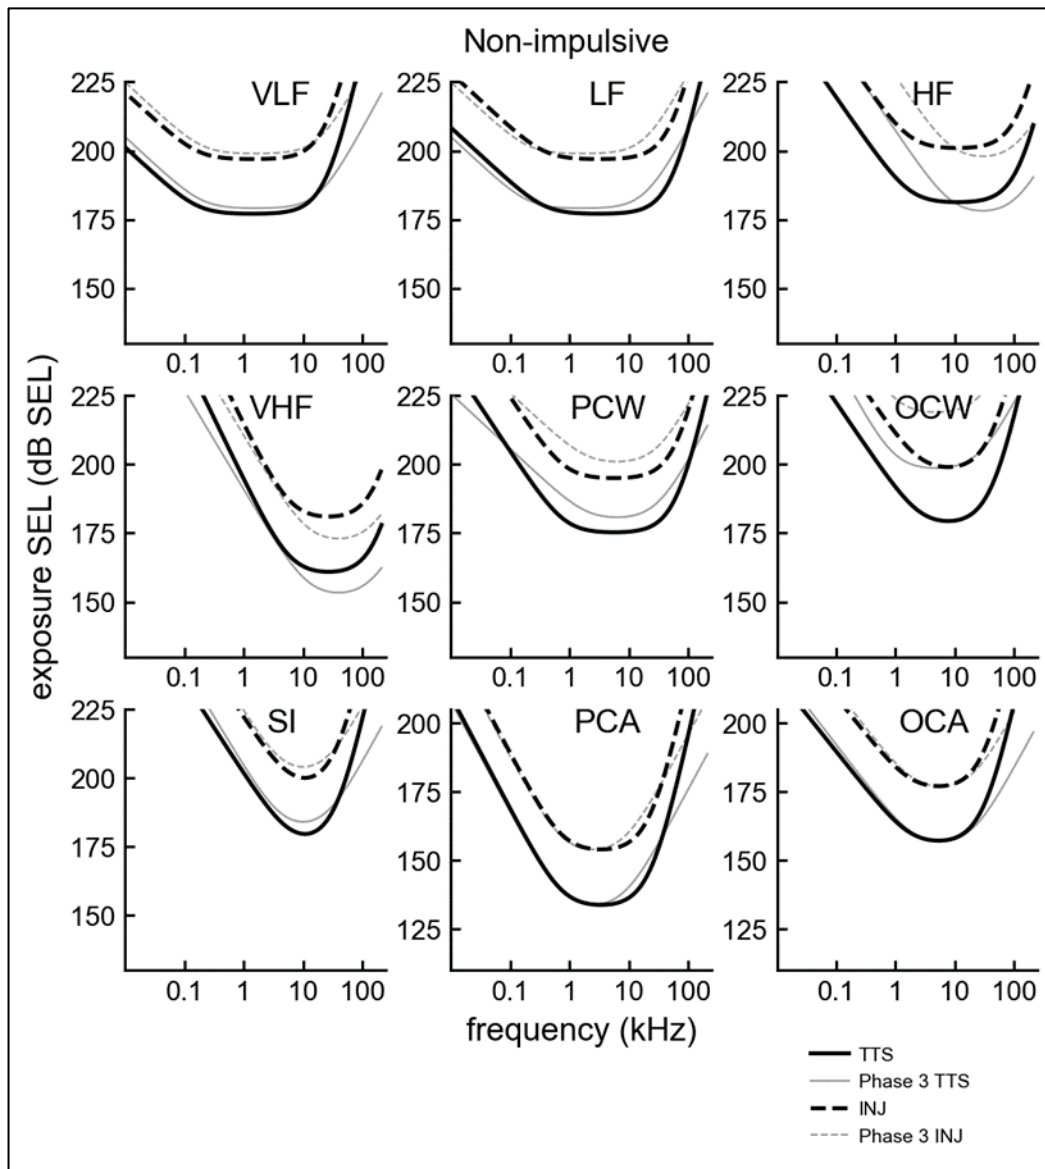 Non-impulsive
VLF
LF
HF
225
200
175
150
0.1 1 10 100
225
200
175
150
0.1 1 10 100
225
200
175
150
0.1 1 10 100
exposure SEL (dB SEL)
VHF
PCW
OCW
225
200
175
150
0.1 1 10 100
225
200
175
150
0.1 1 10 100
225
200
175
150
0.1 1 10 100
SI
PCA
OCA
225
200
175
150
0.1 1 10 100
200
175
150
125
0.1 1 10 100
200
175
150
125
0.1 1 10 100
frequency (kHz)
TTS
Phase 3 TTS
INJ
Phase 3 INJ